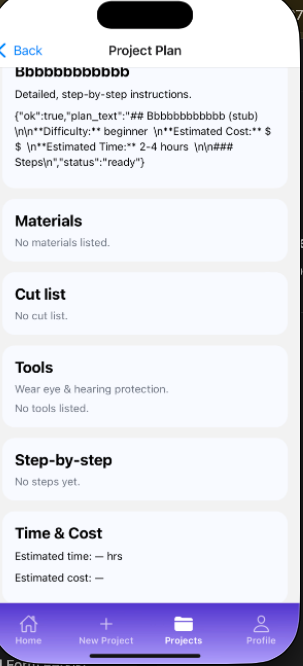 Back
Project Plan
Bbbbbbbbbbbb
Detailed, step-by-step instructions.
{"ok":true,"plan_text":"## Bbbbbbbbbbbb (stub)
\n\n**Difficulty:** beginner \n**Estimated Cost:** $
$ \n**Estimated Time:** 2-4 hours \n\n###
Steps\n","status":"ready"}
Materials
No materials listed.
Cut list
No cut list.
Tools
Wear eye & hearing protection.
No tools listed.
Step-by-step
No steps yet.
Time & Cost
Estimated time: — hrs
Estimated cost: —
Home
New Project
Projects
Profile